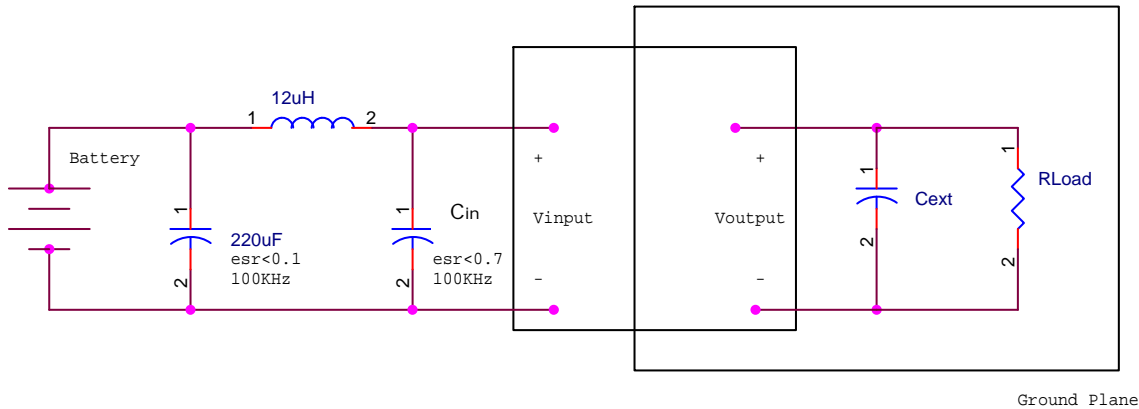 12uH
1 2
Battery
+ +
1
2
220uF
esr<0.1
100KHz
1
2
Cin
esr<0.7
100KHz
Vinput
Voutput
- -
1
2
Cext
1
2
RLoad
Ground Plane